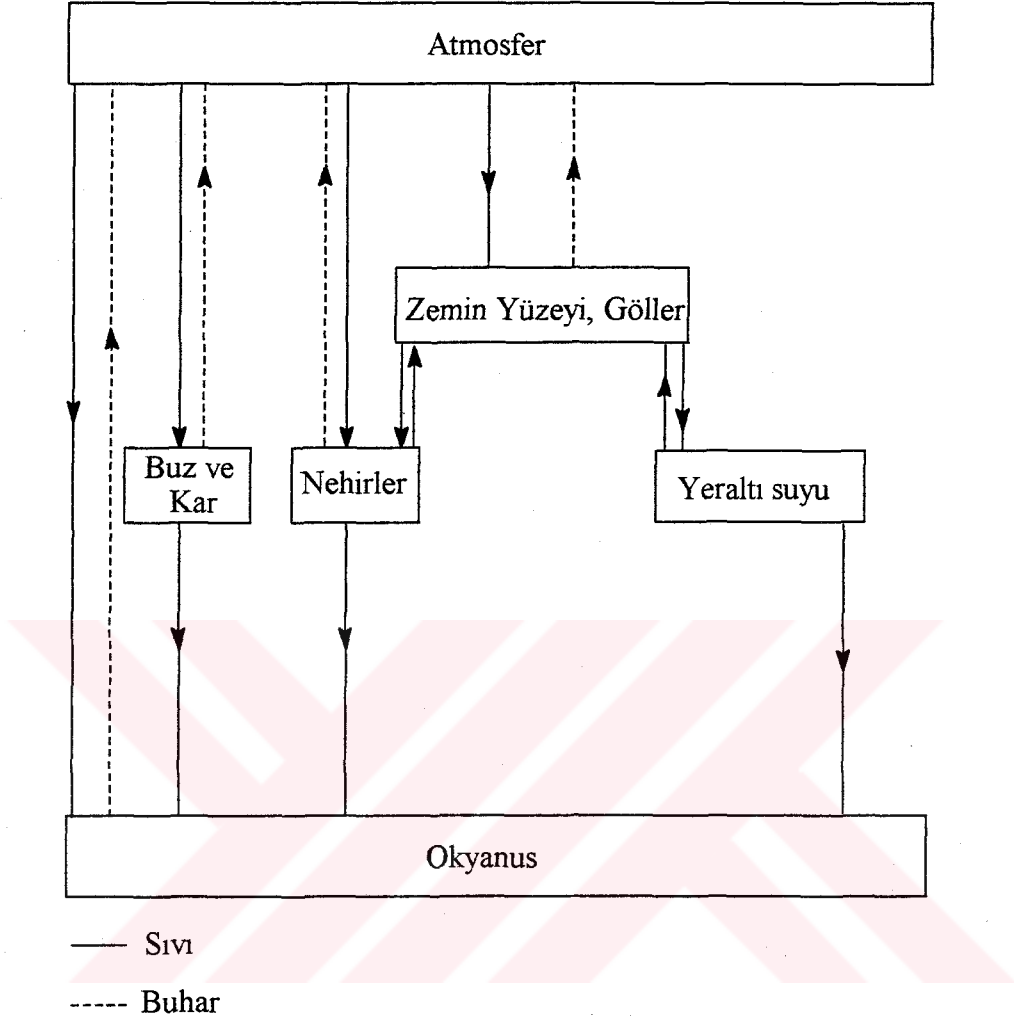 Atmosfer
Zemin Yüzeyi, Göller
Buz ve
Kar
Nehirler
Yeraltı suyu
Okyanus
Sıvı
Buhar